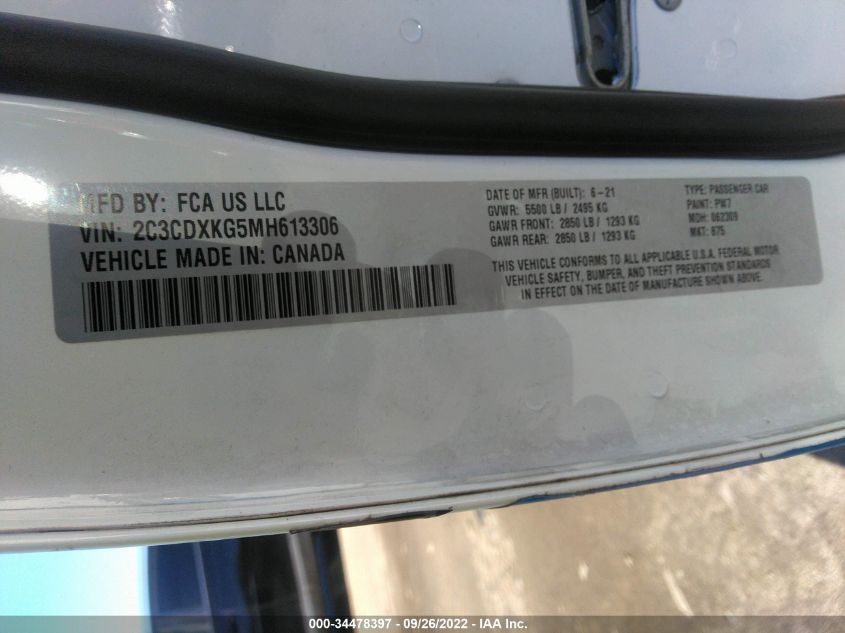 MFD BY: FCA US LLC
VIN: 2C3CDXKG5MH613306
VEHICLE MADE IN: CANADA
DATE OF MFR (BUILT): 6-21
GVWR: 5500 LB / 2495 KG
GAWR FRONT: 2850 LB / 1293 KG
GAWR REAR: 2850 LB / 1293 KG
TYPE: PASSENGER CAR
PAINT: PW7
MDH: 062309
MKT: 875
THIS VEHICLE CONFORMS TO ALL APPLICABLE U.S.A. FEDERAL MOTOR
VEHICLE SAFETY, BUMPER, AND THEFT PREVENTION STANDARDS
IN EFFECT ON THE DATE OF MANUFACTURE SHOWN ABOVE.
000-34478397 - 09/26/2022 - IAA Inc.